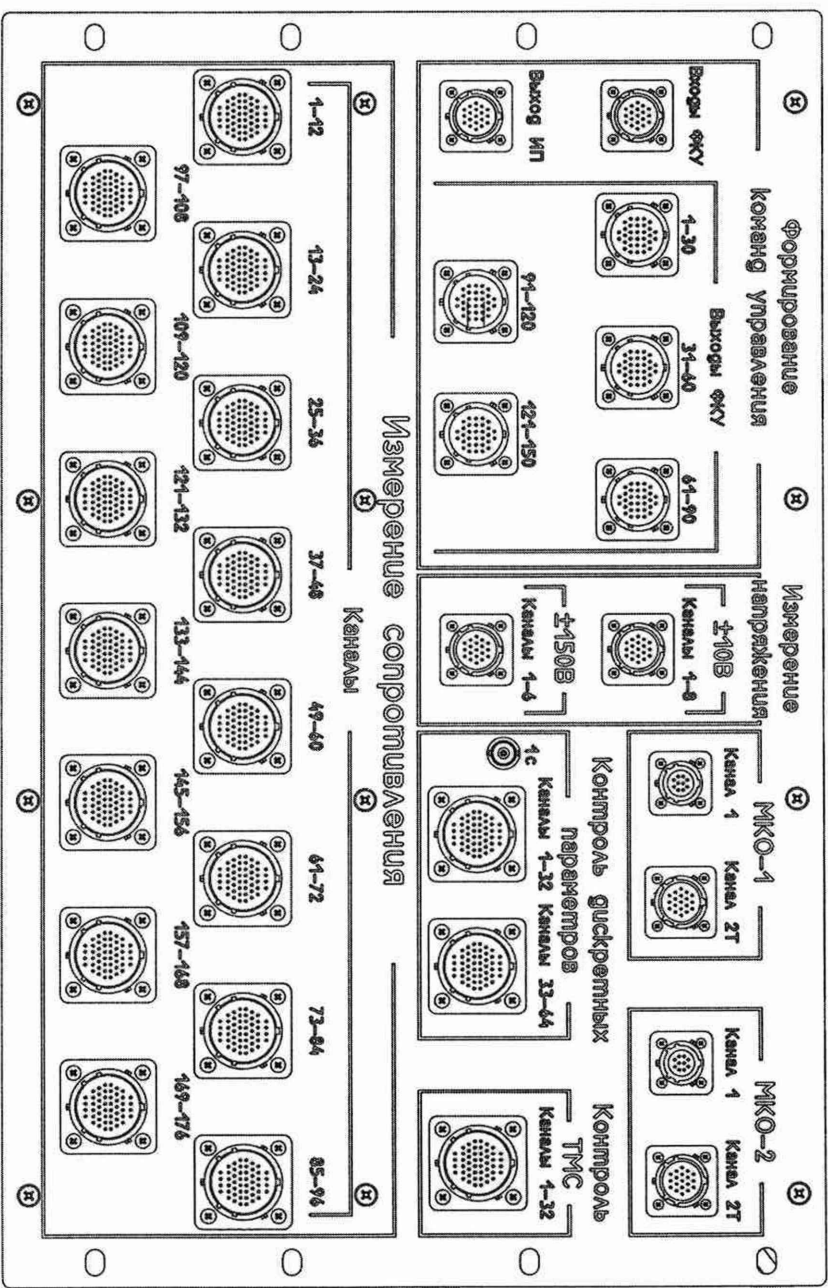 Формирование
команд управления
Входы ФКУ
Выход ИП
Выходы ФКУ
1–30
31–60
61–90
91–120
121–150
Измерение
напряжения
±10В
Каналы 1–8
±150В
Каналы 1–6
МКО–1
Канал 1
Канал 2Т
МКО–2
Канал 1
Канал 2Т
Контроль дискретных
параметров
1с
Каналы 1–32
Каналы 33–64
Контроль
ТМС
Каналы 1–32
Измерение сопротивления
Каналы
1–12
13–24
25–36
37–48
49–60
61–72
73–84
85–96
97–108
109–120
121–132
133–144
145–156
157–168
169–176